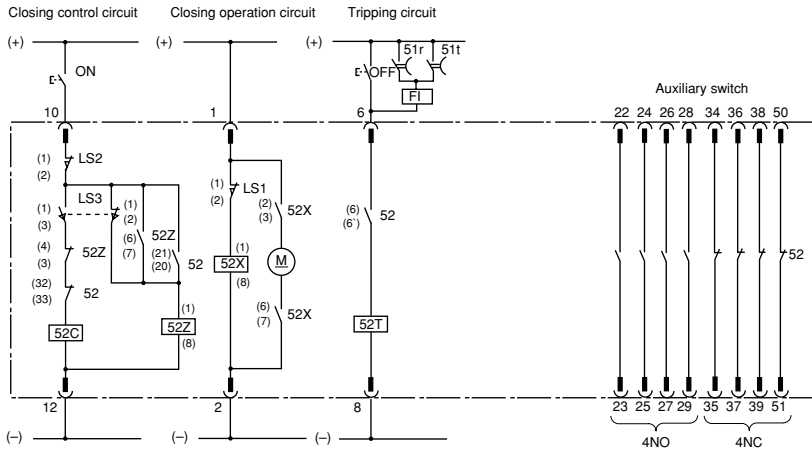 Closing control circuit Closing operation circuit Tripping circuit
(+) (+) (+) 51r 51t
ON OFF
FI
Auxiliary switch
10 1 6 22 24 26 28 34 36 38 50
(1) LS2
(2)
LS3 (1) LS1
(2)
(1) (1)
(3) (2)
(2) 52X
(3)
(6) 52
(6`)
(6) 52Z
(7)
(4) 52Z
(3)
(21) 52
(20)
52X (1)
(8)
M
52
(32) 52
(33)
(6) 52X
(7)
52C 52Z (1)
(8)
52T
12 2 8 23 25 27 29 35 37 39 51
(–) (–) (–)
4NO 4NC